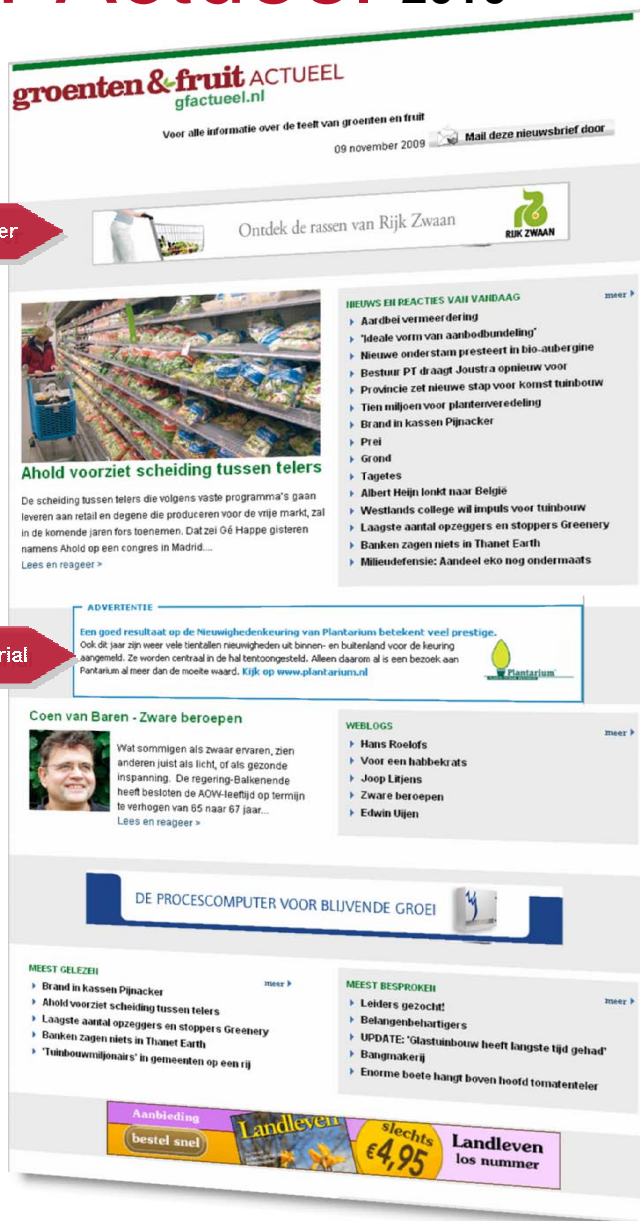 groenten & fruit ACTUEEL
gfactueel.nl
Voor alle informatie over de teelt van groenten en fruit
09 november 2009
Mail deze nieuwsbrief door
Ontdek de rassen van Rijk Zwaan
RIJK ZWAAN
Ahold voorziet scheiding tussen telers
De scheiding tussen telers die volgens vaste programma's gaan
leveren aan retail en degene die produceren voor de vrije markt, zal
in de komende jaren fors toenemen. Dat zei Gé Happe gisteren
namens Ahold op een congres in Madrid....
Lees en reageer >
NIEUWS EN REACTIES VAN VANDAAG
meer
Aardbei vermeerdering
'Ideale vorm van aanbodbundeling'
Nieuwe onderstam presteert in bio-aubergine
Bestuur PT draagt Joustra opnieuw voor
Provincie zet nieuwe stap voor komst tuinbouw
Tien miljoen voor plantenveredeling
Brand in kassen Pijnacker
Prei
Grond
Tagetes
Albert Heijn lonkt naar België
Westlands college wil impuls voor tuinbouw
Laagste aantal opzeggers en stoppers Greenery
Banken zagen niets in Thanet Earth
Milieudefensie: Aandeel eko nog ondermaats
ADVERTENTIE
Een goed resultaat op de Nieuwighedenkeuring van Plantarium betekent veel prestige.
Ook dit jaar zijn weer vele tientallen nieuwigheden uit binnen- en buitenland voor de keuring
aangemeld. Ze worden centraal in de hal tentoongesteld. Alleen daarom al is een bezoek aan
Pantarium al meer dan de moeite waard. Kijk op www.plantarium.nl
Plantarium
Coen van Baren - Zware beroepen
Wat sommigen als zwaar ervaren, zien
anderen juist als licht, of als gezonde
inspanning. De regering-Balkenende
heeft besloten de AOW-leeftijd op termijn
te verhogen van 65 naar 67 jaar...
Lees en reageer >
WEBLOGS
meer
Hans Roelofs
Voor een habbekrats
Joop Litjens
Zware beroepen
Edwin Uijen
DE PROCESCOMPUTER VOOR BLIJVENDE GROEI
MEEST GELEZEN
meer
Brand in kassen Pijnacker
Ahold voorziet scheiding tussen telers
Laagste aantal opzeggers en stoppers Greenery
Banken zagen niets in Thanet Earth
'Tuinbouwmiljonairs' in gemeenten op een rij
MEEST BESPROKEN
meer
Leiders gezocht!
Belangenbehartigers
UPDATE: 'Glastuinbouw heeft langste tijd gehad'
Bangmakerij
Enorme boete hangt boven hoofd tomatenteler
Aanbieding
bestel snel
Landleven
slechts
€4,95
Landleven
los nummer